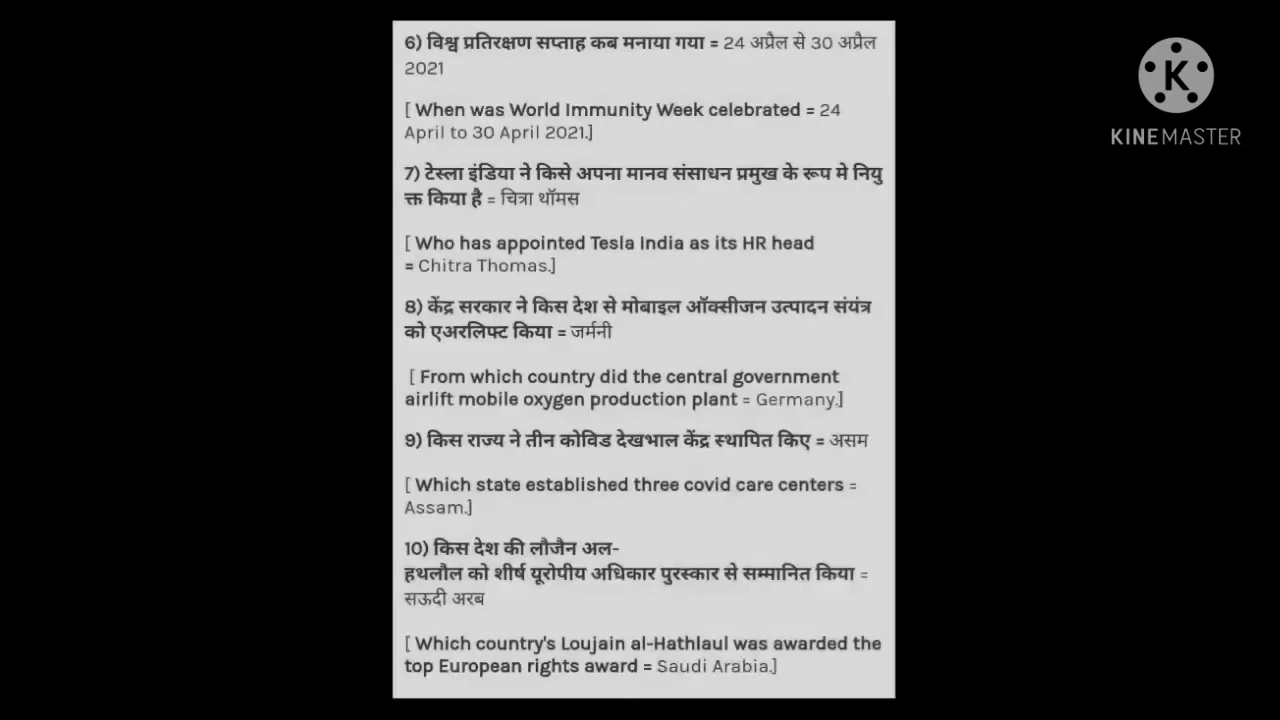 6) विश्व प्रतिरक्षण सप्ताह कब मनाया गया = 24 अप्रैल से 30 अप्रैल
2021
[ When was World Immunity Week celebrated = 24
April to 30 April 2021.]
7) टेस्ला इंडिया ने किसे अपना मानव संसाधन प्रमुख के रूप मे नियु
क्त किया है = चित्रा थॉमस
[ Who has appointed Tesla India as its HR head
= Chitra Thomas.]
8) केंद्र सरकार ने किस देश से मोबाइल ऑक्सीजन उत्पादन संयंत्र
को एअरलिफ्ट किया = जर्मनी
[ From which country did the central government
airlift mobile oxygen production plant = Germany.]
9) किस राज्य ने तीन कोविड देखभाल केंद्र स्थापित किए = असम
[ Which state established three covid care centers =
Assam.]
10) किस देश की लौजैन अल-
हथलौल को शीर्ष यूरोपीय अधिकार पुरस्कार से सम्मानित किया =
सऊदी अरब
[ Which country's Loujain al-Hathlaul was awarded the
top European rights award = Saudi Arabia.]
K
KINEMASTER